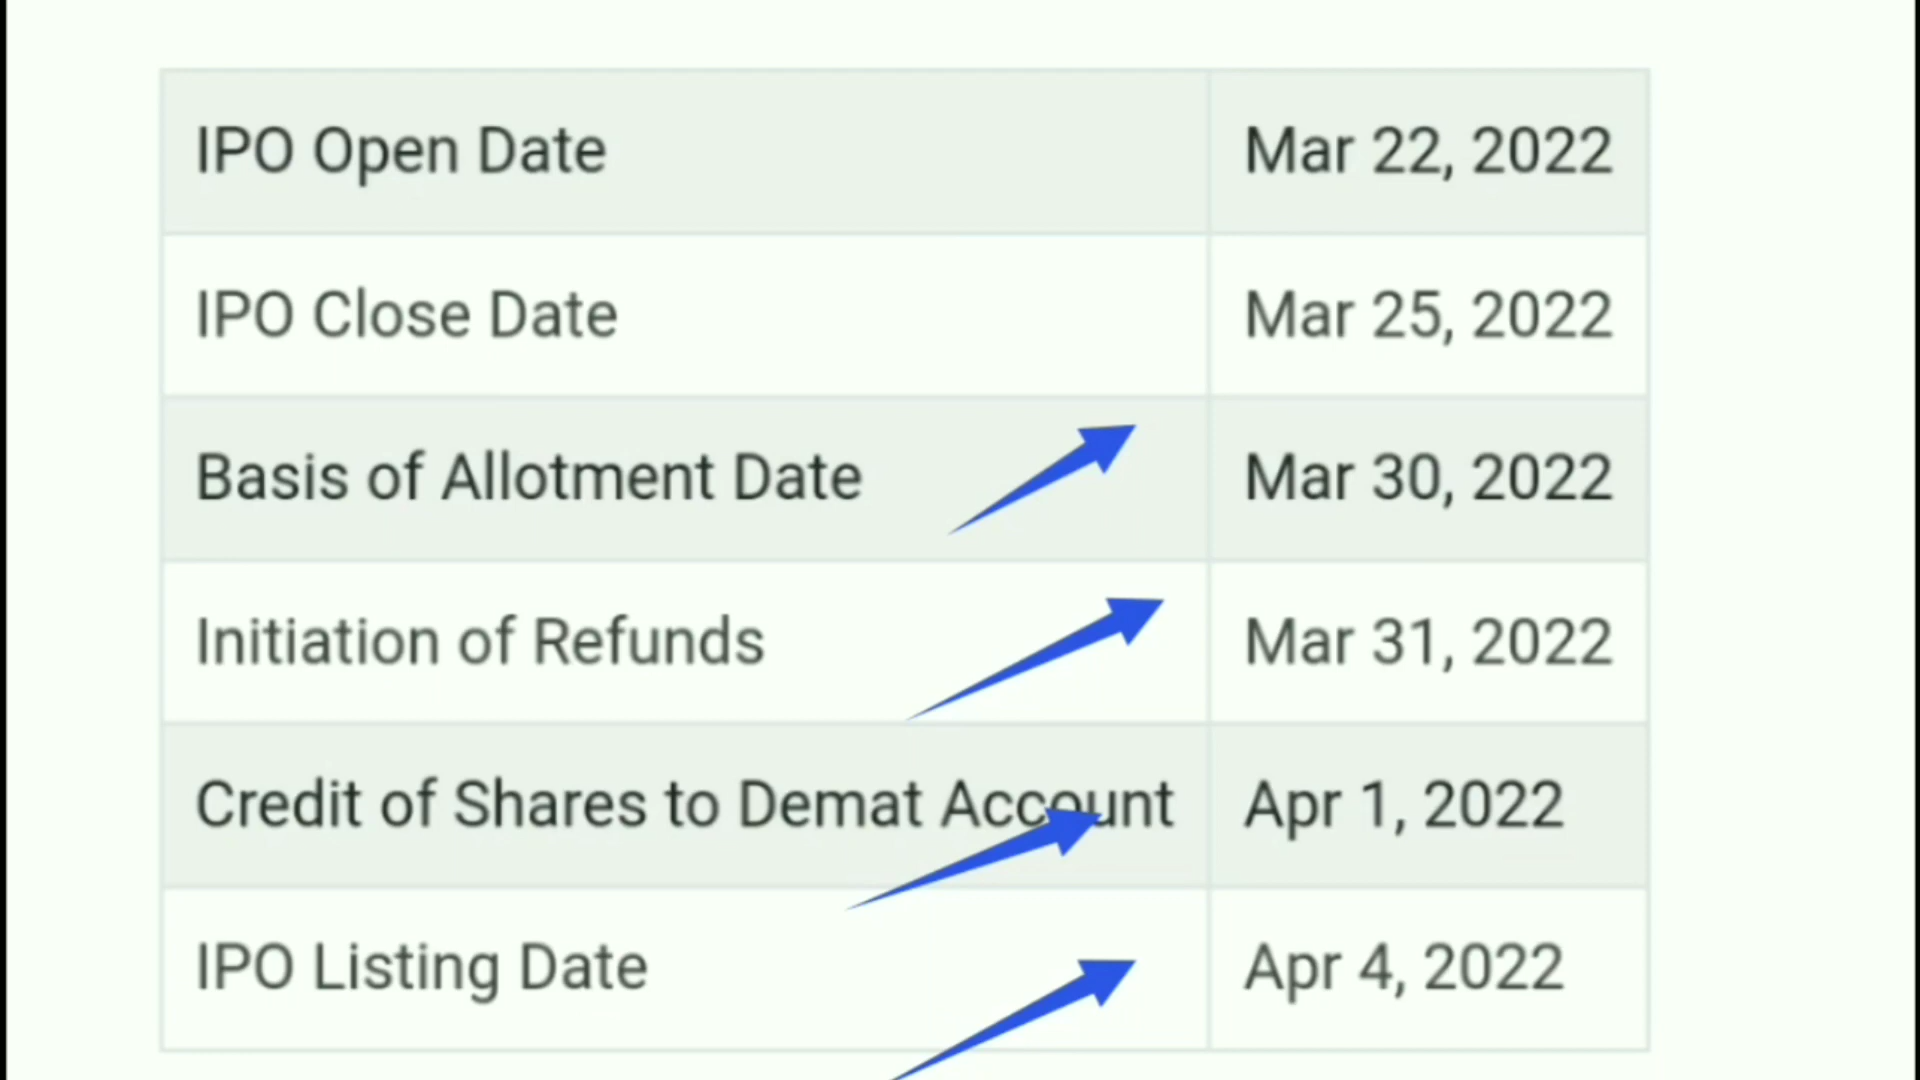 IPO Open Date Mar 22, 2022
IPO Close Date Mar 25, 2022
Basis of Allotment Date Mar 30, 2022
Initiation of Refunds Mar 31, 2022
Credit of Shares to Demat Account Apr 1, 2022
IPO Listing Date Apr 4, 2022